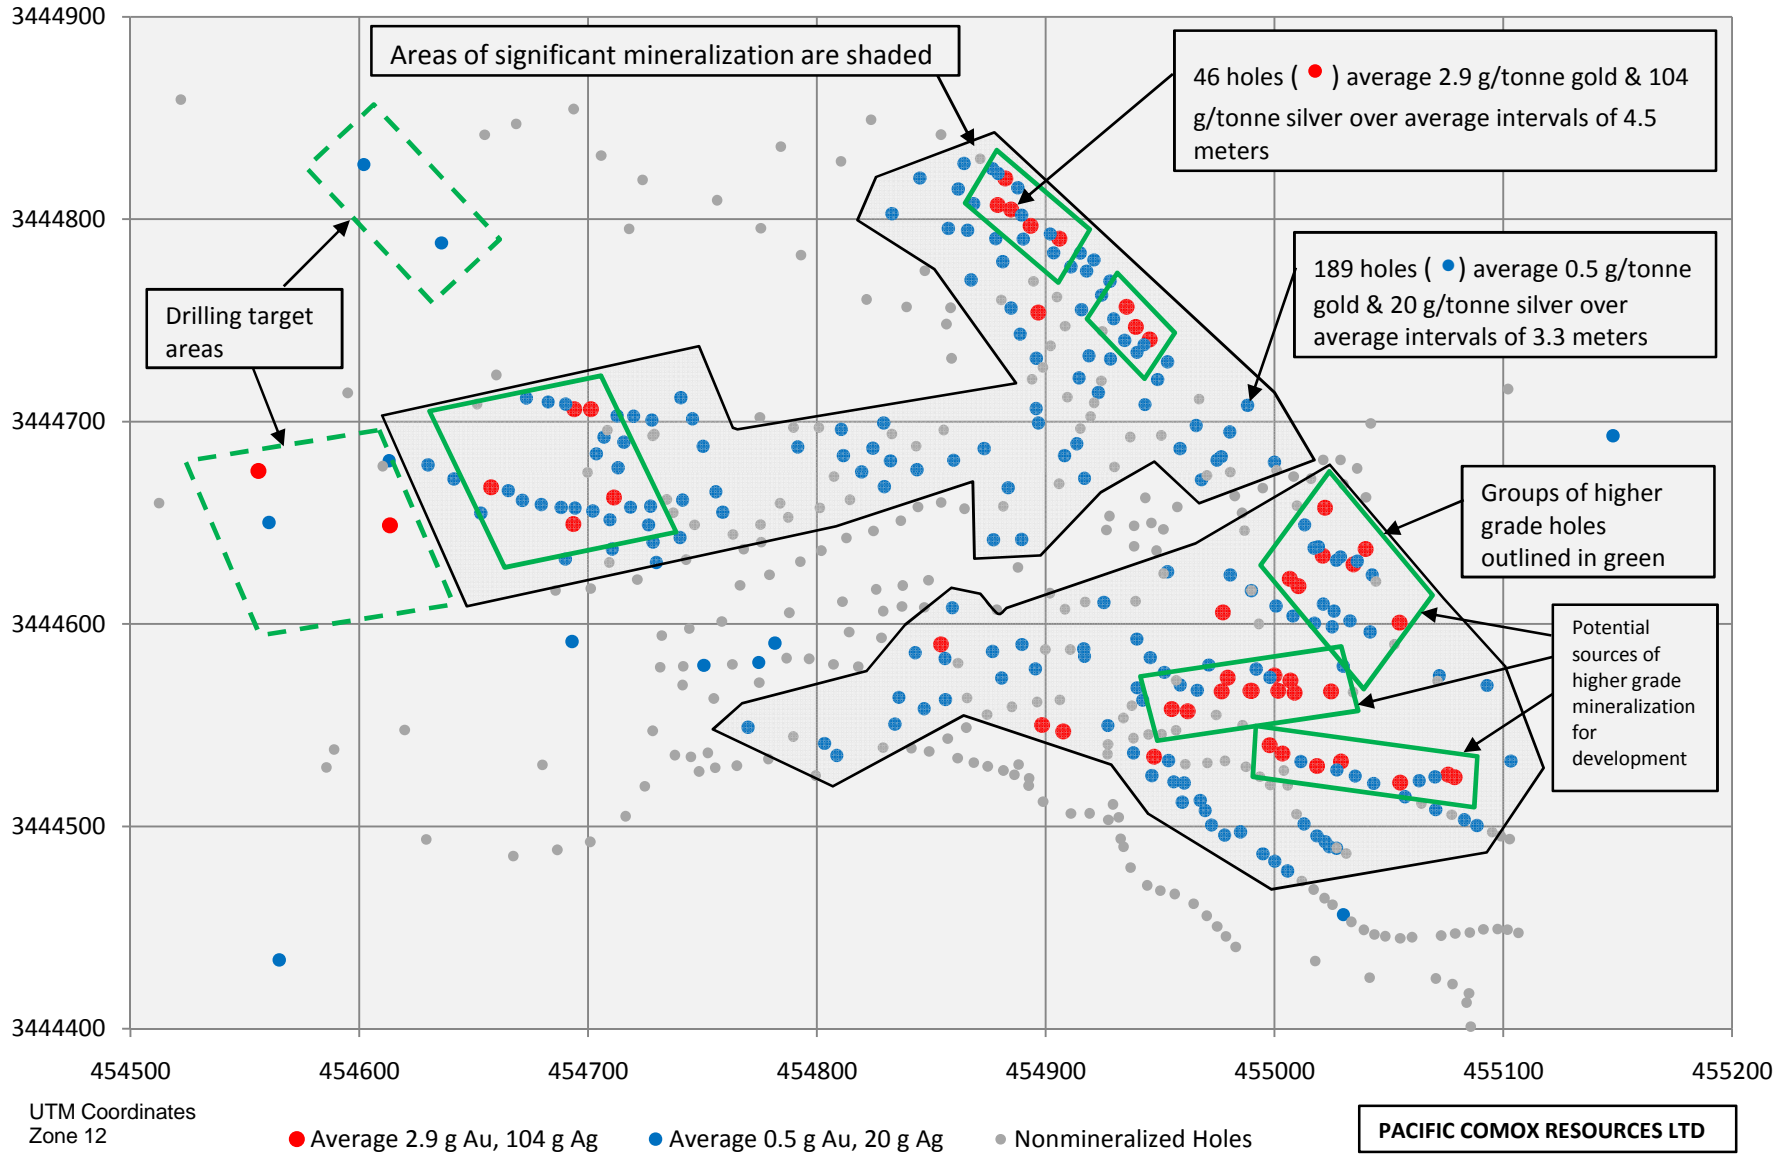 3444900
3444800
3444700
3444600
3444500
3444400
454500
454600
454700
454800
454900
455000
455100
455200
Areas of significant mineralization are shaded
46 holes ( ) average 2.9 g/tonne gold & 104
g/tonne silver over average intervals of 4.5
meters
189 holes ( ) average 0.5 g/tonne
gold & 20 g/tonne silver over
average intervals of 3.3 meters
Drilling target
areas
Groups of higher
grade holes
outlined in green
Potential
sources of
higher grade
mineralization
for
development
UTM Coordinates
Zone 12
Average 2.9 g Au, 104 g Ag
Average 0.5 g Au, 20 g Ag
Nonmineralized Holes
PACIFIC COMOX RESOURCES LTD